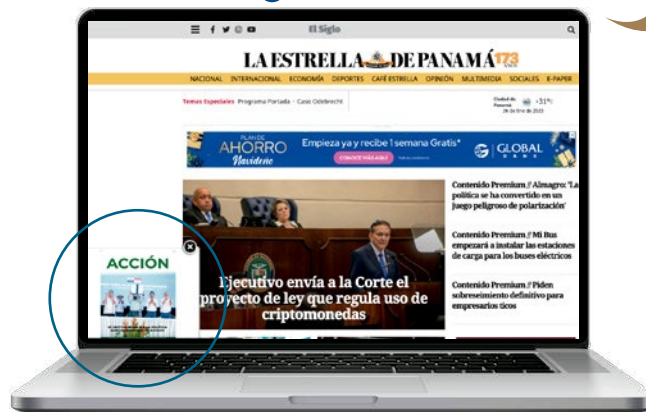 El Siglo
LA ESTRELLA DE PANAMÁ 173
NACIONAL INTERNACIONAL ECONOMÍA DEPORTES CAFÉ ESTRELLA OPINIÓN MULTIMEDIA SOCIALES E-PAPER
Temas Especiales Programa Portada - Caso Odebrecht
Ciudad de
Panamá
31°c
PLAN DE
AHORRO
Navideño
Empieza ya y recibe 1 semana Gratis*
CONOCE MÁS AQUÍ
GLOBAL
BANK
Contenido Premium // Almagro: 'La
política se ha convertido en un
juego peligroso de polarización'
Contenido Premium // Mi Bus
empezará a instalar las estaciones
de carga para los buses eléctricos
Contenido Premium // Piden
sobreseimiento definitivo para
empresarios ticos
Ejecutivo envía a la Corte el
proyecto de ley que regula uso de
criptomonedas
ACCIÓN